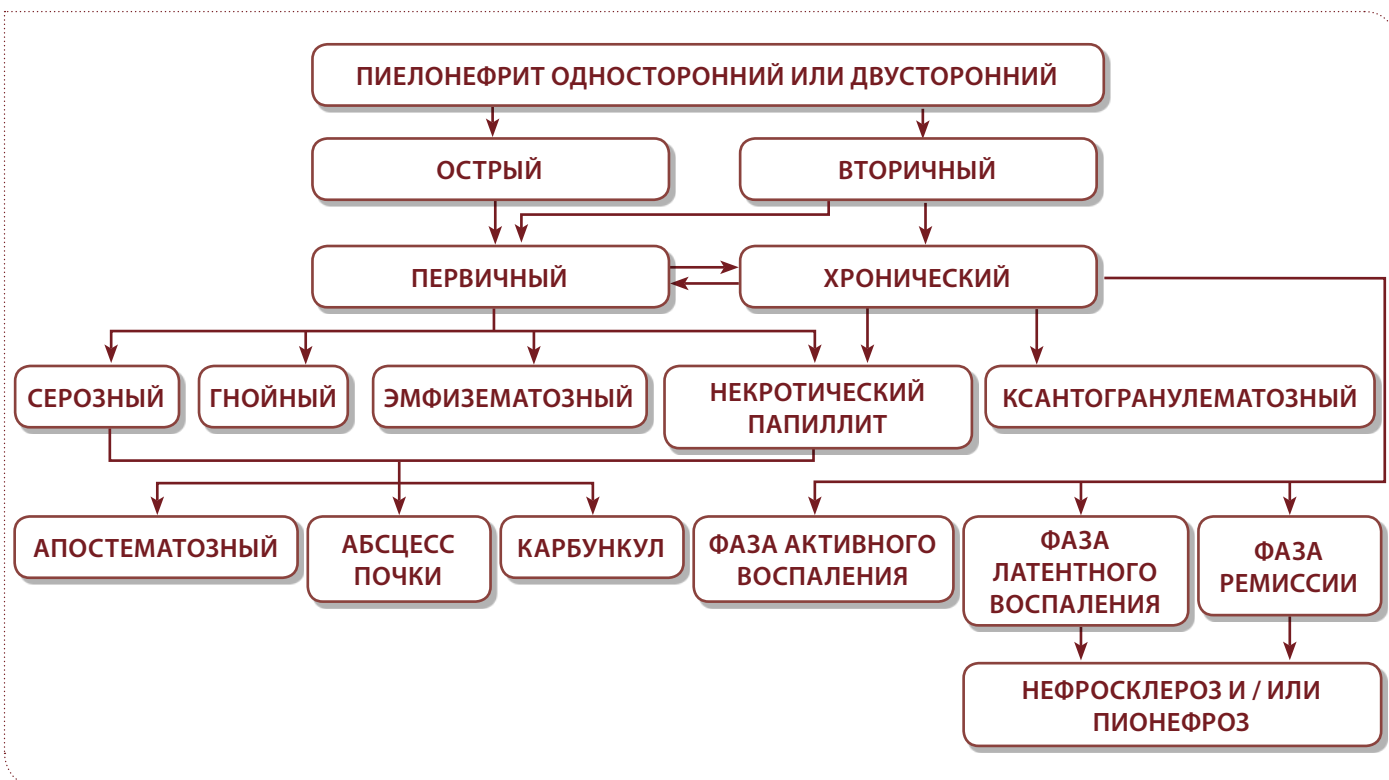 ПИЕЛОНЕФРИТ ОДНОСТОРОННИЙ ИЛИ ДВУСТОРОННИЙ
ОСТРЫЙ
ВТОРИЧНЫЙ
ПЕРВИЧНЫЙ
ХРОНИЧЕСКИЙ
СЕРОЗНЫЙ
ГНОЙНЫЙ
ЭМФИЗЕМАТОЗНЫЙ
НЕКРОТИЧЕСКИЙ
ПАПИЛЛИТ
КСАНТОГРАНУЛЕМАТОЗНЫЙ
АПОСТЕМАТОЗНЫЙ
АБСЦЕСС
ПОЧКИ
КАРБУНКУЛ
ФАЗА АКТИВНОГО
ВОСПАЛЕНИЯ
ФАЗА
ЛАТЕНТНОГО
ВОСПАЛЕНИЯ
ФАЗА
РЕМИССИИ
НЕФРОСКЛЕРОЗ И / ИЛИ
ПИОНЕФРОЗ